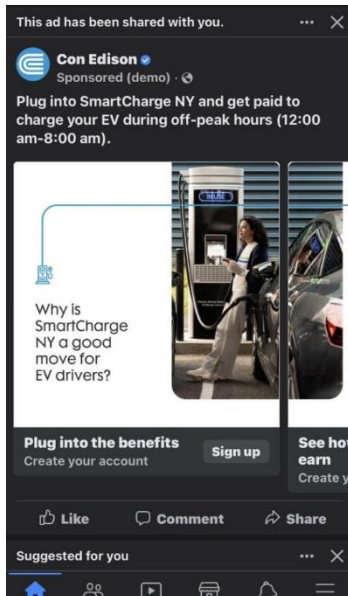 This ad has been shared with you.
Con Edison
Sponsored (demo) ·
Plug into SmartCharge NY and get paid to
charge your EV during off-peak hours (12:00
am-8:00 am).
Why is
SmartCharge
NY a good
move for
EV drivers?
Plug into the benefits
Create your account
Sign up
See how
earn
Create y
Like
Comment
Share
Suggested for you